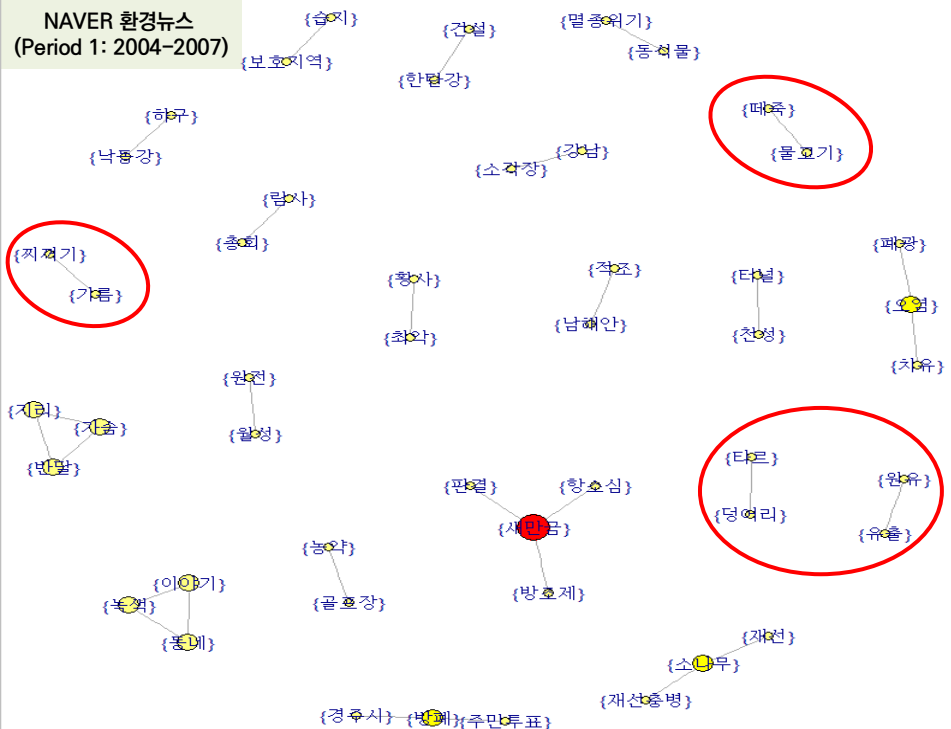 NAVER 환경뉴스
(Period 1: 2004-2007)
{습지}
{보호지역}
{건설}
{한탄강}
{멸종위기}
{동식물}
{하구}
{낙동강}
{떼죽}
{물고기}
{강남}
{소각장}
{람사}
{총회}
{찌꺼기}
{기름}
{황사}
{최악}
{적조}
{남해안}
{터널}
{천성}
{폐광}
{오염}
{치유}
{원전}
{월성}
{지리}
{가슴}
{반달}
{타르}
{덩어리}
{원유}
{유출}
{판결}
{항소심}
{새만금}
{방조제}
{농약}
{골프장}
{이야기}
{녹색}
{동네}
{재선}
{소나무}
{재선충병}
{경주시}
{방폐}
{주민투표}